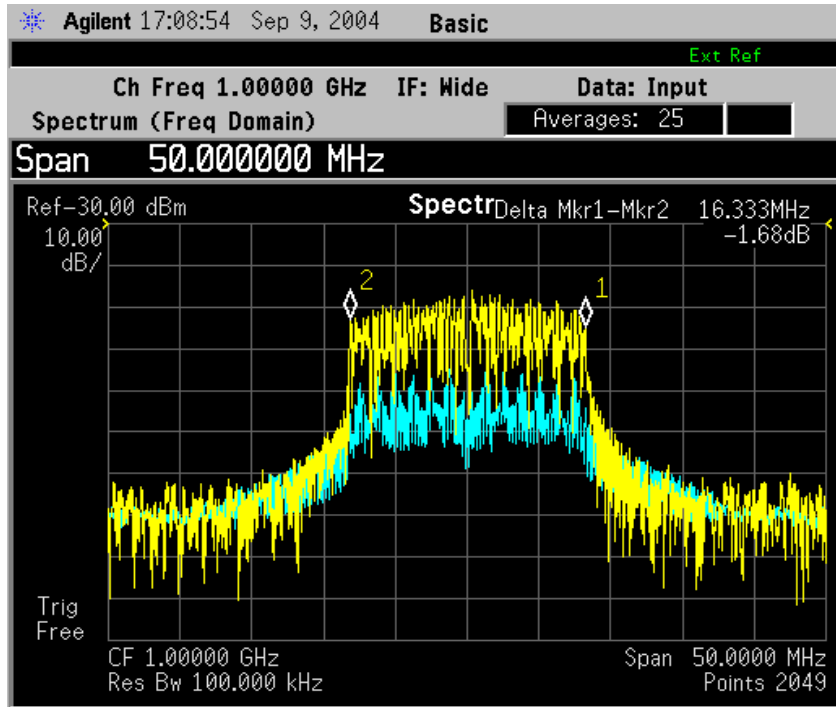 Agilent 17:08:54 Sep 9, 2004 Basic
Ext Ref
Ch Freq 1.00000 GHz IF: Wide Data: Input
Spectrum (Freq Domain) Averages: 25
Span 50.000000 MHz
Ref-30.00 dBm Spectr Delta Mkr1-Mkr2 16.333MHz
10.00 -1.68dB
dB/
2
1
Trig
Free
CF 1.00000 GHz Span 50.0000 MHz
Res Bw 100.000 kHz Points 2049